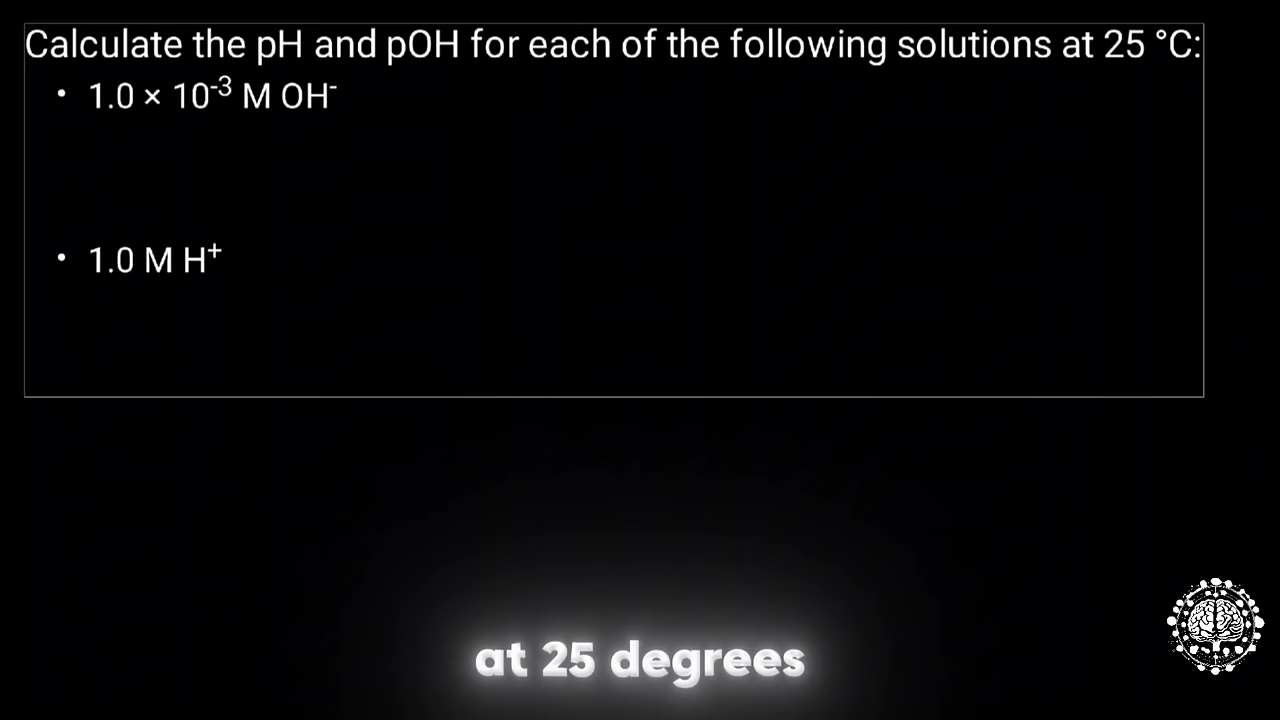 Calculate the pH and pOH for each of the following solutions at 25 °C:
• 1.0 × 10⁻³ M OH⁻
• 1.0 M H⁺
at 25 degrees